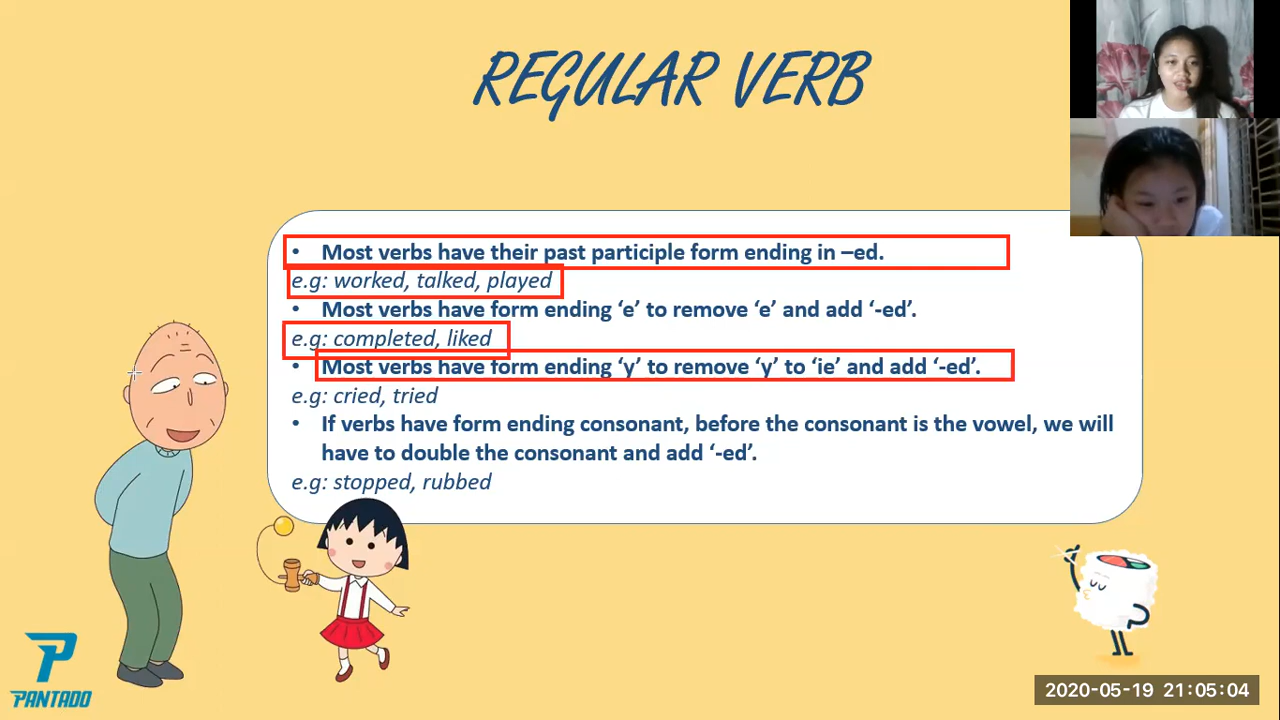 REGULAR VERB
• Most verbs have their past participle form ending in –ed.
e.g: worked, talked, played
• Most verbs have form ending ‘e’ to remove ‘e’ and add ‘-ed’.
e.g: completed, liked
• Most verbs have form ending ‘y’ to remove ‘y’ to ‘ie’ and add ‘-ed’.
e.g: cried, tried
• If verbs have form ending consonant, before the consonant is the vowel, we will
have to double the consonant and add ‘-ed’.
e.g: stopped, rubbed
PANTADO
2020-05-19 21:05:04